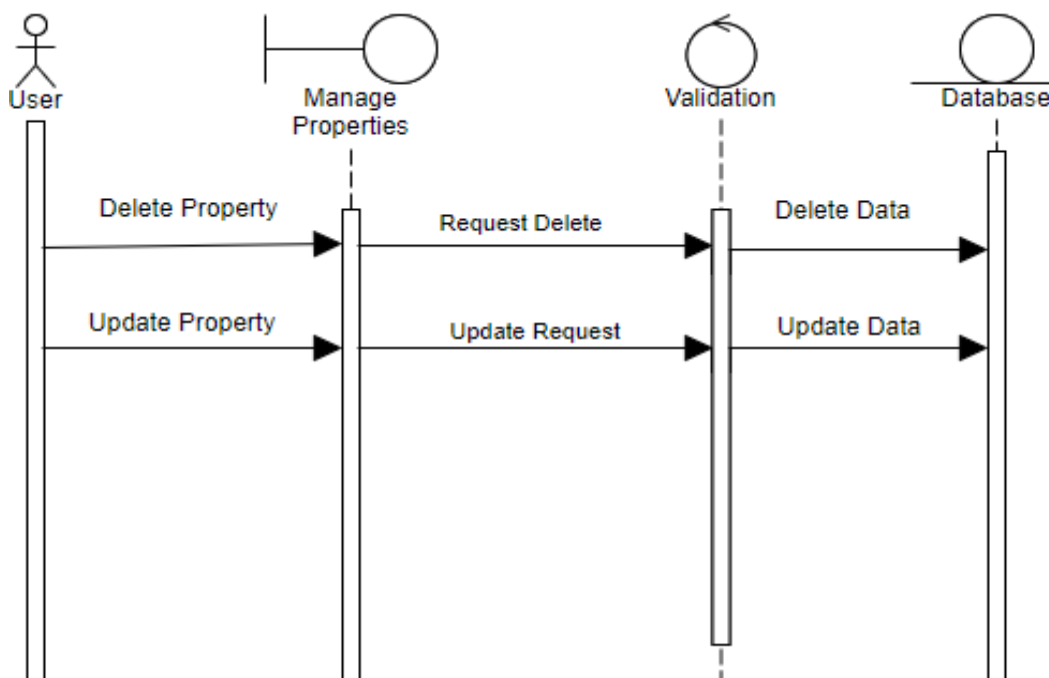 User
Manage
Properties
Validation
Database
Delete Property
Request Delete
Delete Data
Update Property
Update Request
Update Data